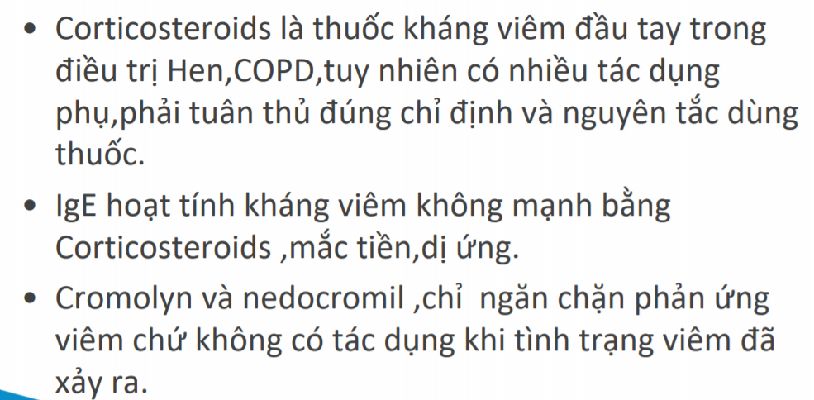 • Corticosteroids là thuốc kháng viêm đầu tay trong
điều trị Hen,COPD,tuy nhiên có nhiều tác dụng
phụ,phải tuân thủ đúng chỉ định và nguyên tắc dùng
thuốc.
• IgE hoạt tính kháng viêm không mạnh bằng
Corticosteroids ,mắc tiền,dị ứng.
• Cromolyn và nedocromil ,chỉ  ngăn chặn phản ứng
viêm chứ không có tác dụng khi tình trạng viêm đã
xảy ra.